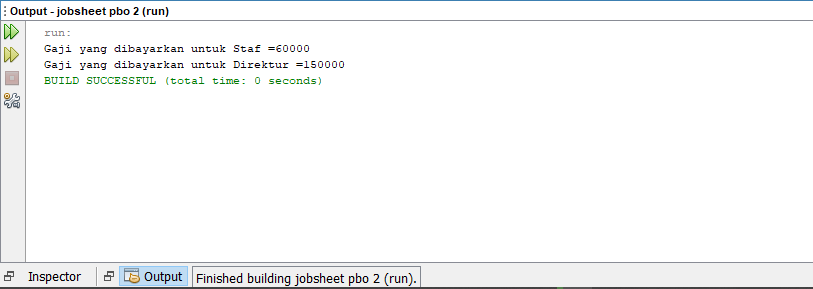 Output - jobsheet pbo 2 (run)
run:
Gaji yang dibayarkan untuk Staf =60000
Gaji yang dibayarkan untuk Direktur =150000
BUILD SUCCESSFUL (total time: 0 seconds)
Inspector Output Finished building jobsheet pbo 2 (run).